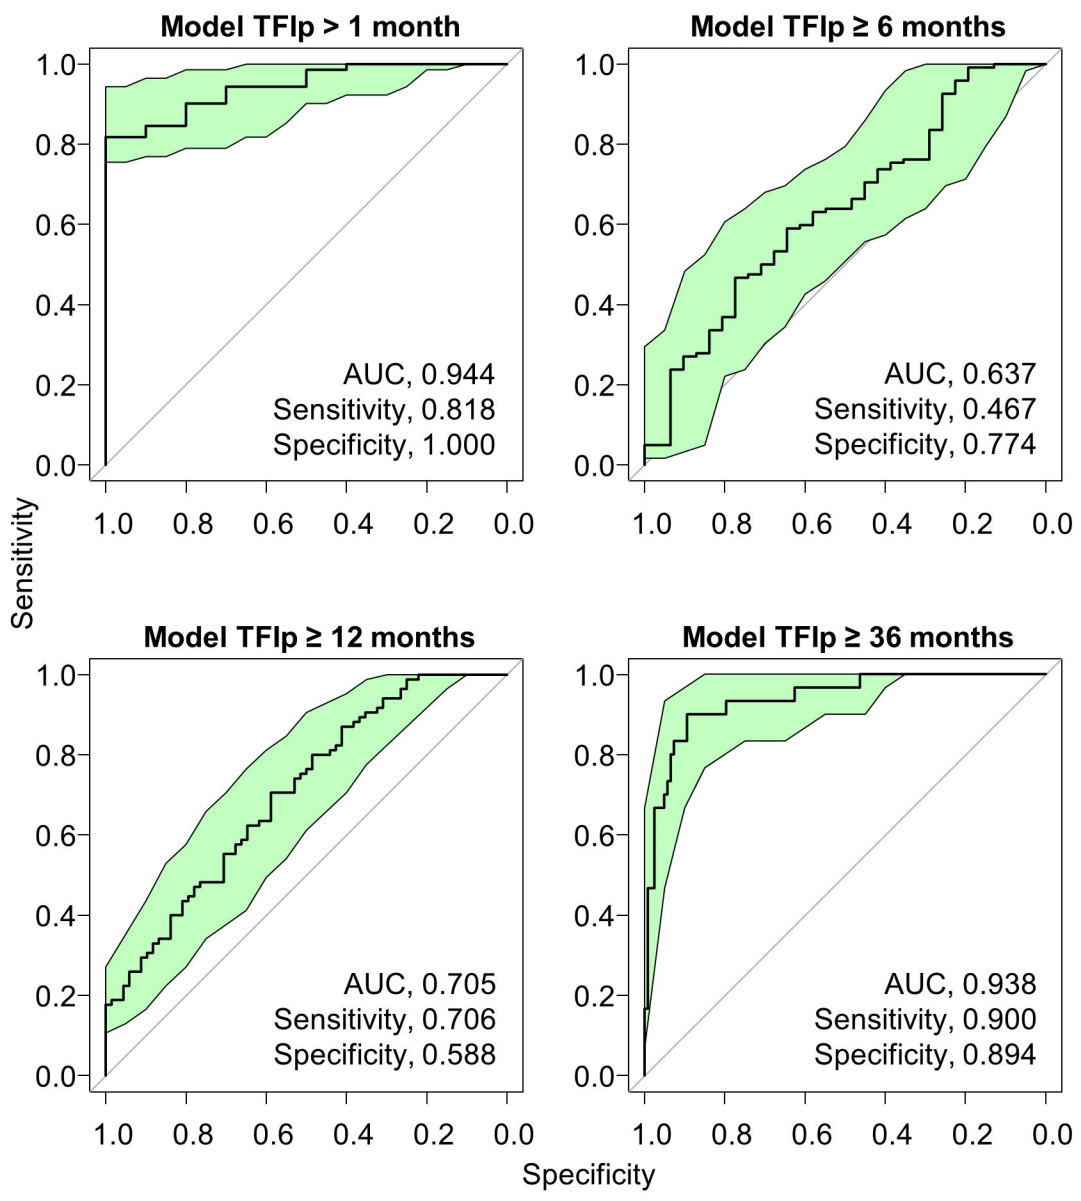 Model TFIp > 1 month
1.0
0.8
0.6
0.4
0.2
0.0
AUC, 0.944
Sensitivity, 0.818
Specificity, 1.000
1.0 0.8 0.6 0.4 0.2 0.0
Model TFIp ≥ 6 months
1.0
0.8
0.6
0.4
0.2
0.0
AUC, 0.637
Sensitivity, 0.467
Specificity, 0.774
1.0 0.8 0.6 0.4 0.2 0.0
Sensitivity
Model TFIp ≥ 12 months
1.0
0.8
0.6
0.4
0.2
0.0
AUC, 0.705
Sensitivity, 0.706
Specificity, 0.588
1.0 0.8 0.6 0.4 0.2 0.0
Model TFIp ≥ 36 months
1.0
0.8
0.6
0.4
0.2
0.0
AUC, 0.938
Sensitivity, 0.900
Specificity, 0.894
1.0 0.8 0.6 0.4 0.2 0.0
Specificity